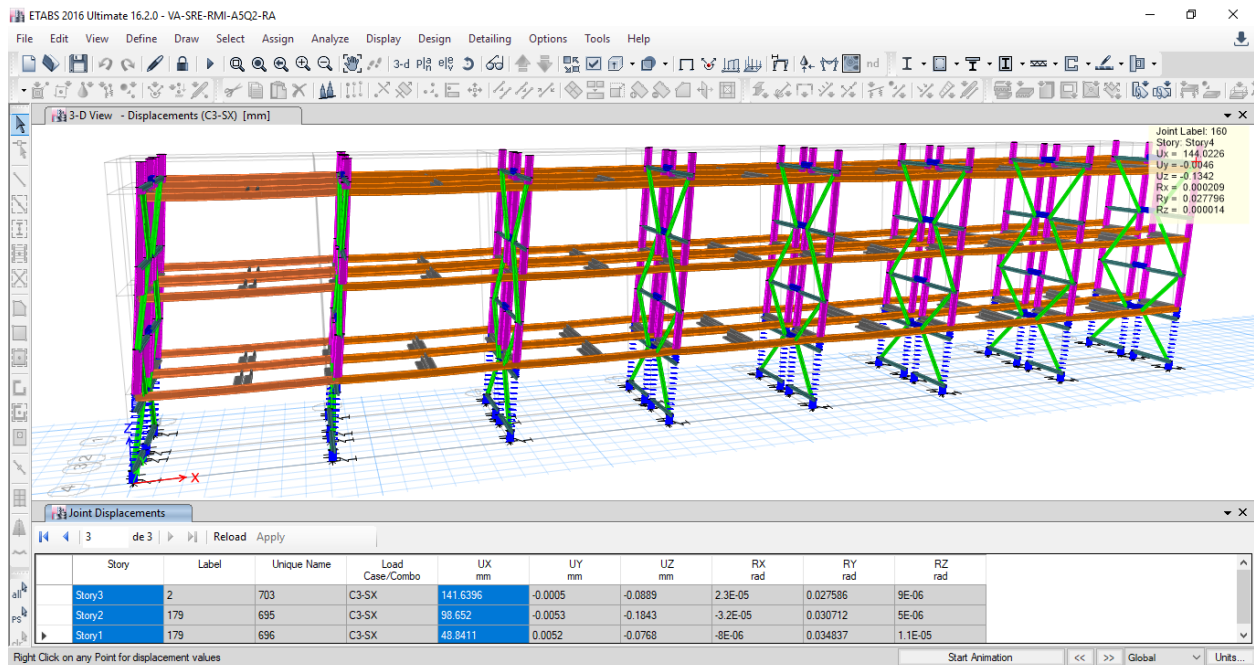 ETABS 2016 Ultimate 16.2.0 - VA-SRE-RMI-A5Q2-RA
File Edit View Define Draw Select Assign Analyze Display Design Detailing Options Tools Help
3-d
nd
3-D View - Displacements (C3-SX) [mm]
Joint Label: 160
Story: Story4
Ux = 144.0226
Uy = -0.0046
Uz = -0.1342
Rx = 0.000209
Ry = 0.027796
Rz = 0.000014
X
Joint Displacements
3 de 3 Reload Apply
Story Label Unique Name Load Case/Combo UX mm UY mm UZ mm RX rad RY rad RZ rad
Story3 2 703 C3-SX 141.6396 -0.0005 -0.0889 2.3E-05 0.027586 9E-06
Story2 179 695 C3-SX 98.652 -0.0053 -0.1843 -3.2E-05 0.030712 5E-06
Story1 179 696 C3-SX 48.8411 0.0052 -0.0768 -8E-06 0.034837 1.1E-05
all
PS
clr
Right Click on any Point for displacement values Start Animation << >> Global Units...